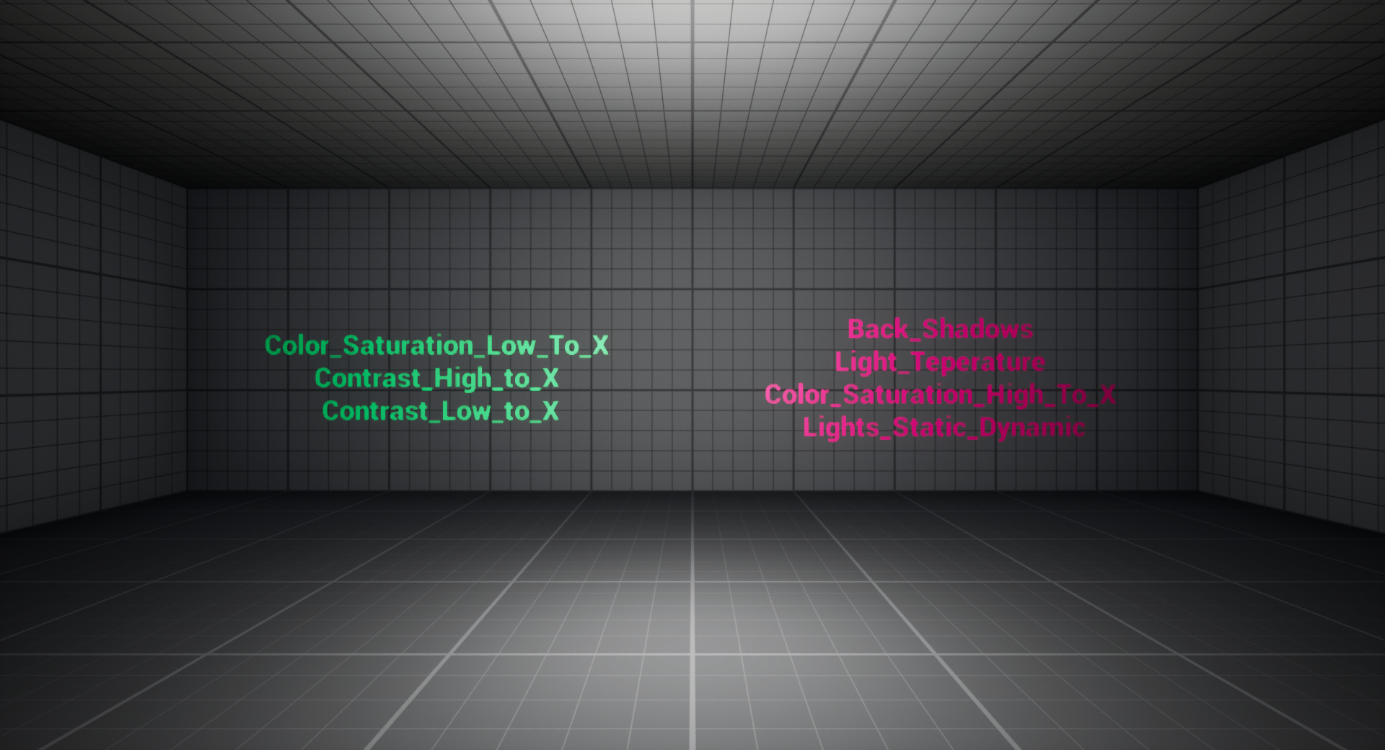 Color_Saturation_Low_To_X
Contrast_High_to_X
Contrast_Low_to_X
Back_Shadows
Light_Teperature
Color_Saturation_High_To_X
Lights_Static_Dynamic